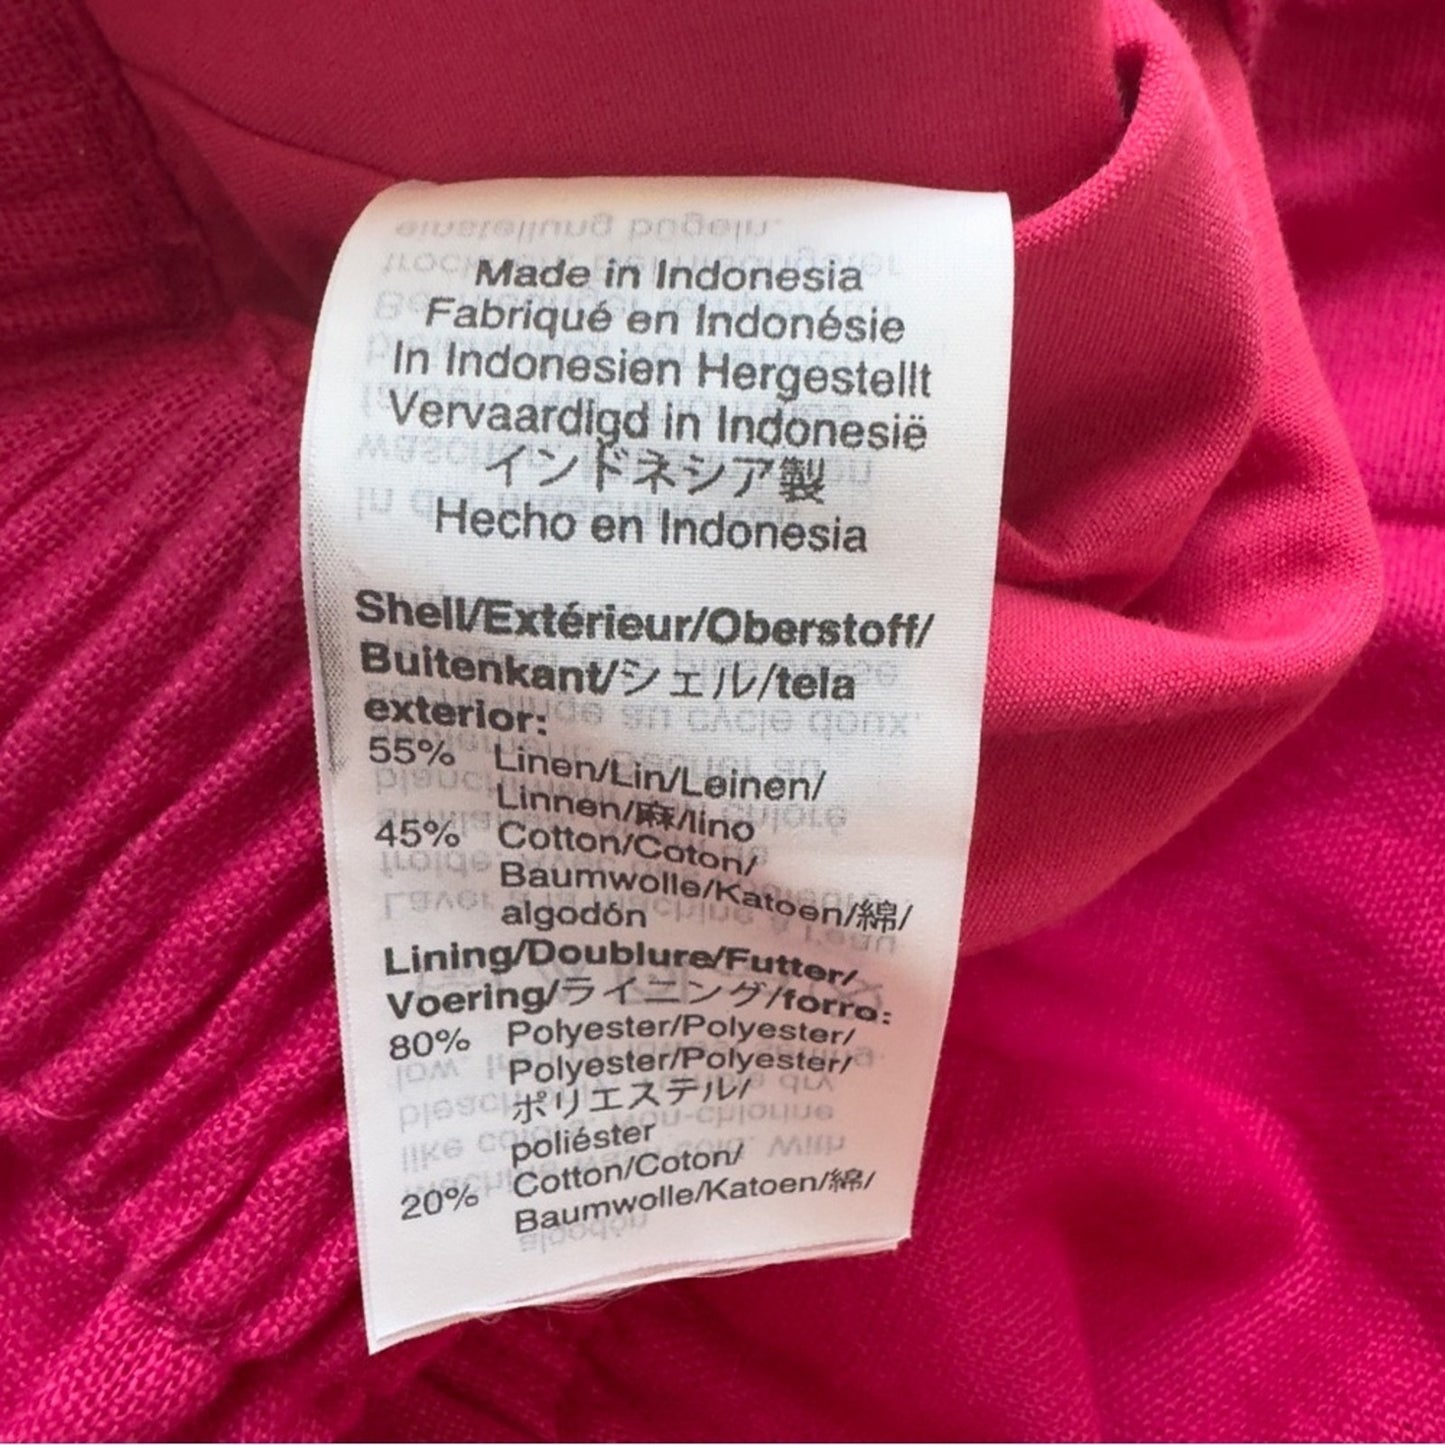 Made in Indonesia
Fabriqué en Indonésie
In Indonesien Hergestellt
Vervaardigd in Indonesië
インドネシア製
Hecho en Indonesia
Shell/Extérieur/Oberstoff/
Buitenkant/シェル/tela
exterior:
55% Linen/Lin/Leinen/
Linnen/麻/lino
45% Cotton/Coton/
Baumwolle/Katoen/綿/
algodón
Lining/Doublure/Futter/
Voering/ライニング/forro:
80% Polyester/Polyester/
Polyester/Polyester/
ポリエステル/
poliéster
20% Cotton/Coton/
Baumwolle/Katoen/綿/
algodón